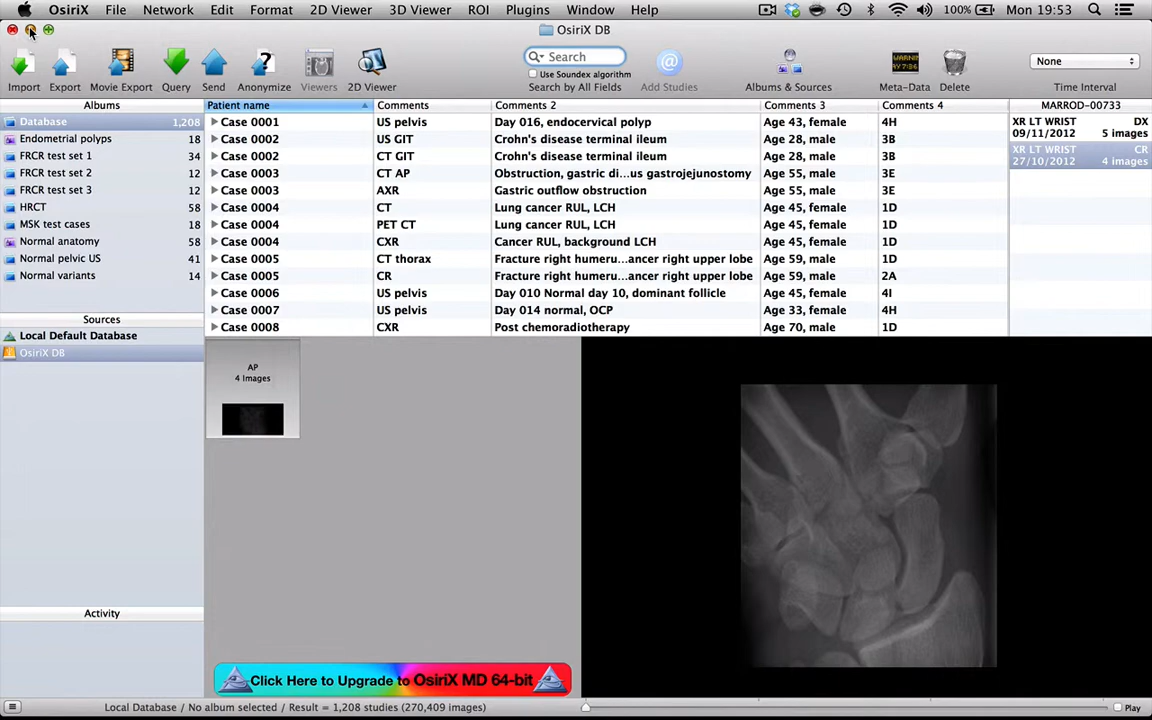 OsiriX File Network Edit Format 2D Viewer 3D Viewer ROI Plugins Window Help 100% Mon 19:53
OsiriX DB
Search
Use Soundex algorithm
None
Import Export Movie Export Query Send Anonymize Viewers 2D Viewer Search by All Fields Add Studies Albums & Sources Meta-Data Delete Time Interval
Albums
Database 1,208
Endometrial polyps 18
FRCR test set 1 34
FRCR test set 2 12
FRCR test set 3 12
HRCT 58
MSK test cases 18
Normal anatomy 58
Normal pelvic US 41
Normal variants 14
Sources
Local Default Database
OsiriX DB
Activity
Patient name Comments Comments 2 Comments 3 Comments 4
Case 0001 US pelvis Day 016, endocervical polyp Age 43, female 4H
Case 0002 US GIT Crohn's disease terminal ileum Age 28, male 3B
Case 0002 CT GIT Crohn's disease terminal ileum Age 28, male 3B
Case 0003 CT AP Obstruction, gastric di...us gastrojejunostomy Age 55, male 3E
Case 0003 AXR Gastric outflow obstruction Age 55, male 3E
Case 0004 CT Lung cancer RUL, LCH Age 45, female 1D
Case 0004 PET CT Lung cancer RUL, LCH Age 45, female 1D
Case 0004 CXR Cancer RUL, background LCH Age 45, female 1D
Case 0005 CT thorax Fracture right humeru...ancer right upper lobe Age 59, male 1D
Case 0005 CR Fracture right humeru...ancer right upper lobe Age 59, male 2A
Case 0006 US pelvis Day 010 Normal day 10, dominant follicle Age 45, female 4I
Case 0007 US pelvis Day 014 normal, OCP Age 33, female 4H
Case 0008 CXR Post chemoradiotherapy Age 70, male 1D
MARROD-00733
XR LT WRIST DX
09/11/2012 5 images
XR LT WRIST CR
27/10/2012 4 images
AP
4 Images
Click Here to Upgrade to OsiriX MD 64-bit
Local Database / No album selected / Result = 1,208 studies (270,409 images)
Play